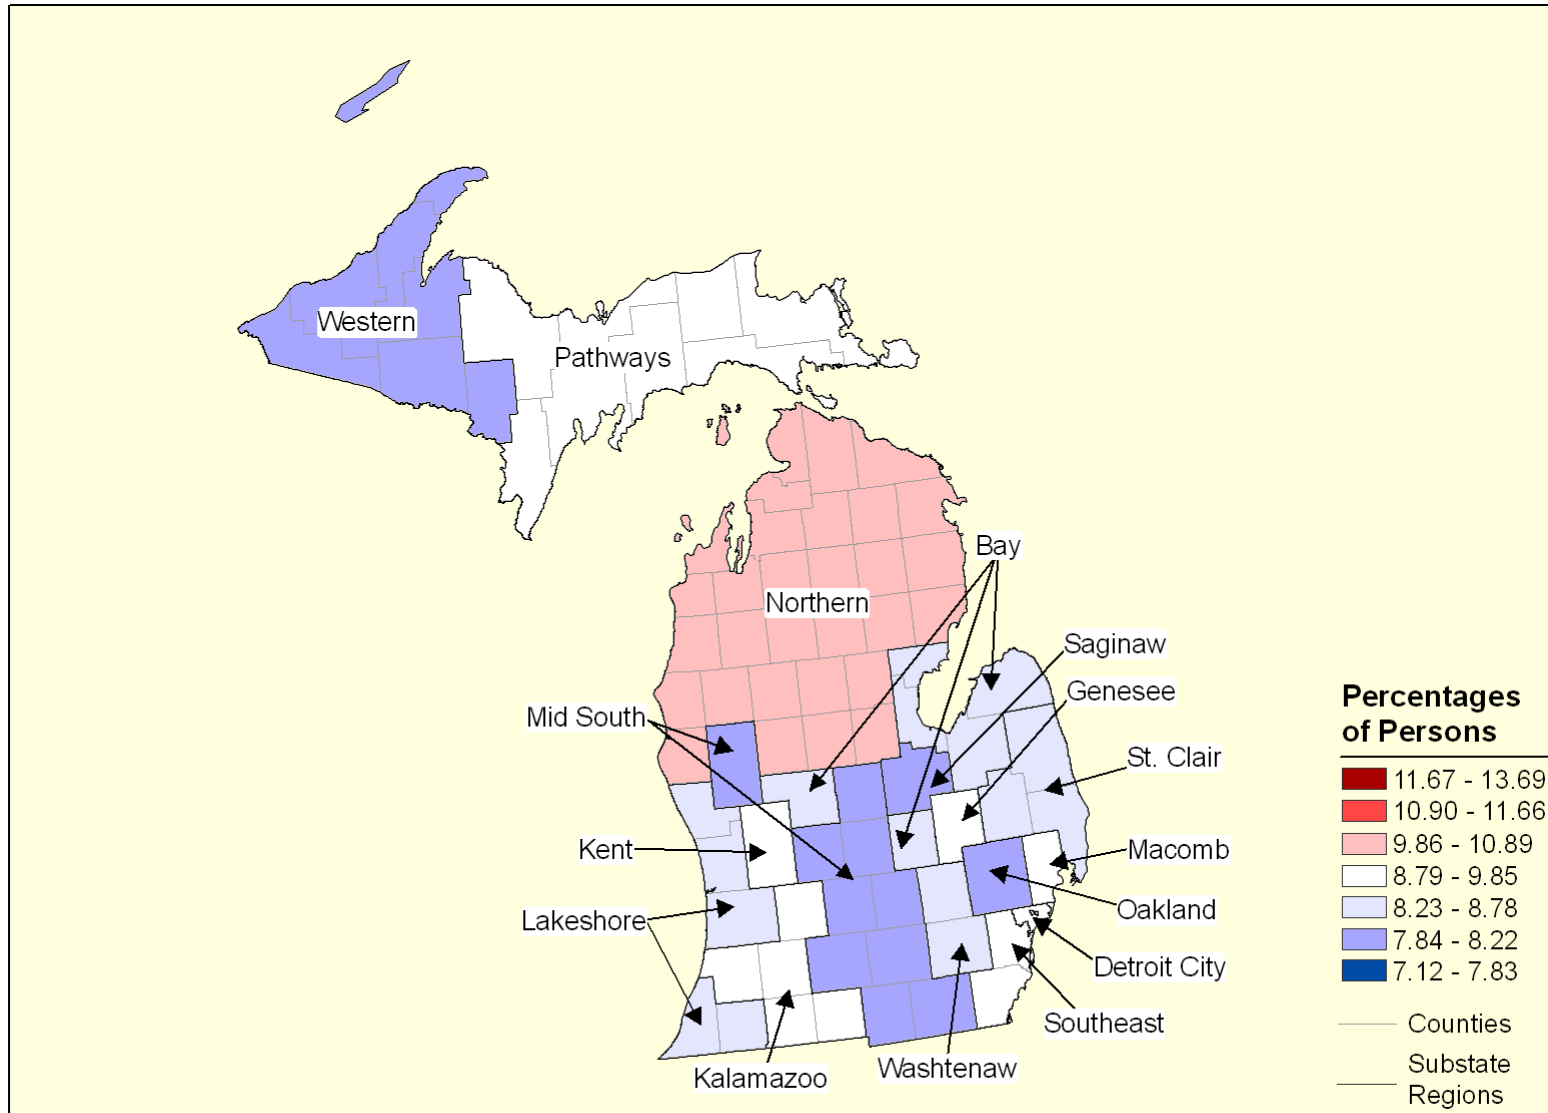 Western
Pathways
Bay
Northern
Saginaw
Genesee
Mid South
St. Clair
Kent
Macomb
Lakeshore
Oakland
Detroit City
Southeast
Washtenaw
Kalamazoo
Percentages
of Persons
11.67 - 13.69
10.90 - 11.66
9.86 - 10.89
8.79 - 9.85
8.23 - 8.78
7.84 - 8.22
7.12 - 7.83
Counties
Substate
Regions